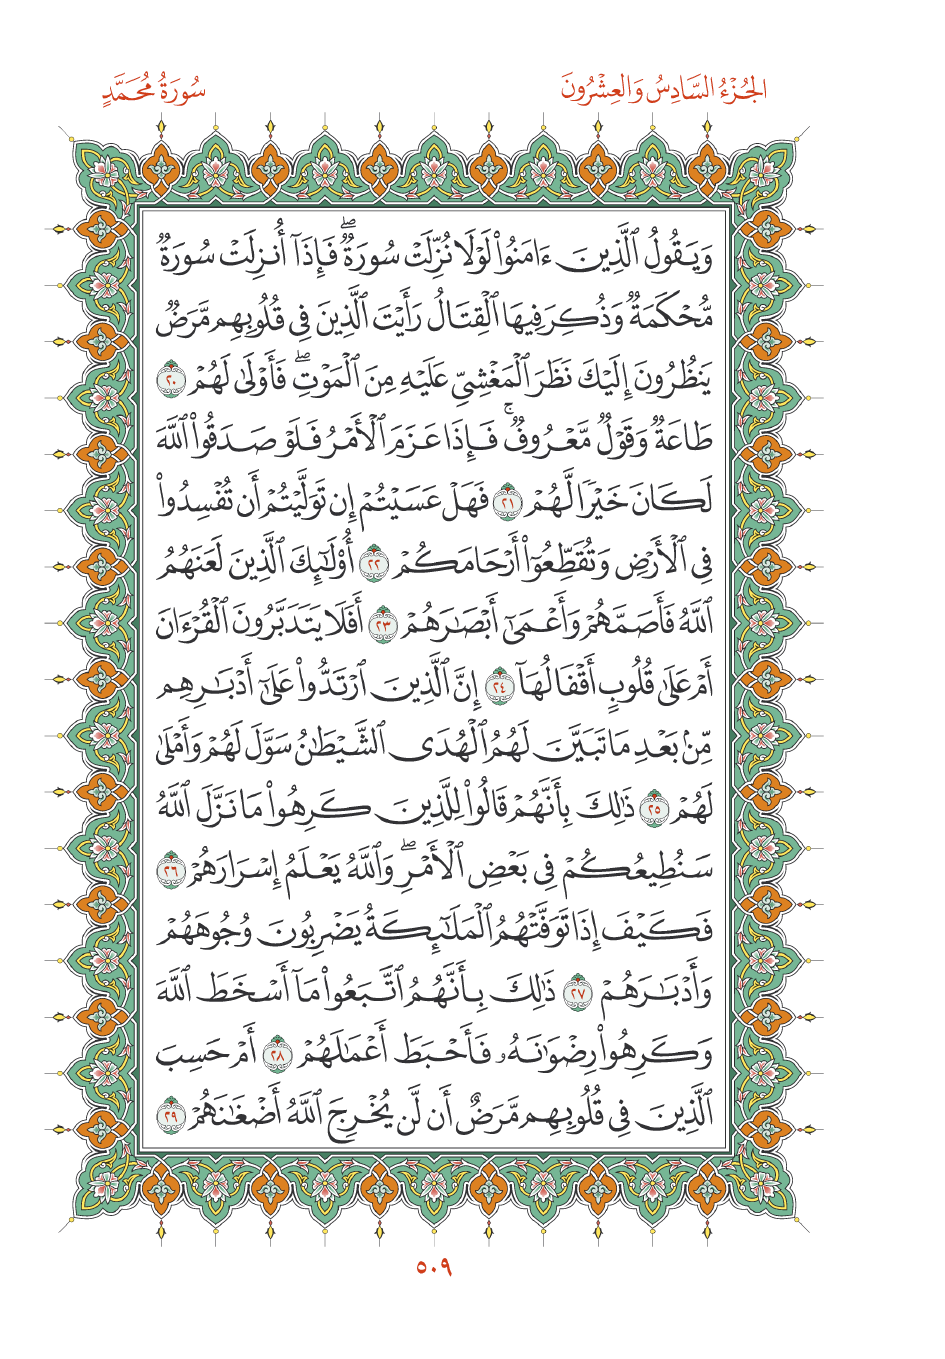 الجُزْءُ السَّادِسُ وَالعِشْرُونَ
سُورَةُ مُحَمَّدٍ
وَيَقُولُ ٱلَّذِينَ ءَامَنُواْ لَوْلَا نُزِّلَتْ سُورَةٌۖ فَإِذَآ أُنزِلَتْ سُورَةٌ
مُّحْكَمَةٌ وَذُكِرَ فِيهَا ٱلْقِتَالُ رَأَيْتَ ٱلَّذِينَ فِي قُلُوبِهِم مَّرَضٌ
يَنظُرُونَ إِلَيْكَ نَظَرَ ٱلْمَغْشِيِّ عَلَيْهِ مِنَ ٱلْمَوْتِۖ فَأَوْلَىٰ لَهُمْ ٢٠
طَاعَةٌ وَقَوْلٌ مَّعْرُوفٌۚ فَإِذَا عَزَمَ ٱلْأَمْرُ فَلَوْ صَدَقُواْ ٱللَّهَ
لَكَانَ خَيْرًا لَّهُمْ ٢١ فَهَلْ عَسَيْتُمْ إِن تَوَلَّيْتُمْ أَن تُفْسِدُواْ
فِي ٱلْأَرْضِ وَتُقَطِّعُوٓاْ أَرْحَامَكُمْ ٢٢ أُوْلَٰٓئِكَ ٱلَّذِينَ لَعَنَهُمُ
ٱللَّهُ فَأَصَمَّهُمْ وَأَعْمَىٰٓ أَبْصَٰرَهُمْ ٢٣ أَفَلَا يَتَدَبَّرُونَ ٱلْقُرْءَانَ
أَمْ عَلَىٰ قُلُوبٍ أَقْفَالُهَآ ٢٤ إِنَّ ٱلَّذِينَ ٱرْتَدُّواْ عَلَىٰٓ أَدْبَٰرِهِم
مِّنۢ بَعْدِ مَا تَبَيَّنَ لَهُمُ ٱلْهُدَى ٱلشَّيْطَٰنُ سَوَّلَ لَهُمْ وَأَمْلَىٰ
لَهُمْ ٢٥ ذَٰلِكَ بِأَنَّهُمْ قَالُواْ لِلَّذِينَ كَرِهُواْ مَا نَزَّلَ ٱللَّهُ
سَنُطِيعُكُمْ فِي بَعْضِ ٱلْأَمْرِۖ وَٱللَّهُ يَعْلَمُ إِسْرَارَهُمْ ٢٦
فَكَيْفَ إِذَا تَوَفَّتْهُمُ ٱلْمَلَٰٓئِكَةُ يَضْرِبُونَ وُجُوهَهُمْ
وَأَدْبَٰرَهُمْ ٢٧ ذَٰلِكَ بِأَنَّهُمُ ٱتَّبَعُواْ مَآ أَسْخَطَ ٱللَّهَ
وَكَرِهُواْ رِضْوَٰنَهُۥ فَأَحْبَطَ أَعْمَٰلَهُمْ ٢٨ أَمْ حَسِبَ
ٱلَّذِينَ فِي قُلُوبِهِم مَّرَضٌ أَن لَّن يُخْرِجَ ٱللَّهُ أَضْغَٰنَهُمْ ٢٩
٥٠٩